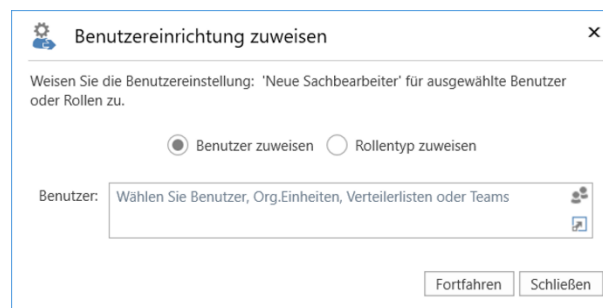 Benutzereinrichtung zuweisen
Weisen Sie die Benutzereinstellung: 'Neue Sachbearbeiter' für ausgewählte Benutzer
oder Rollen zu.
Benutzer zuweisen Rollentyp zuweisen
Benutzer: Wählen Sie Benutzer, Org.Einheiten, Verteilerlisten oder Teams
Fortfahren Schließen